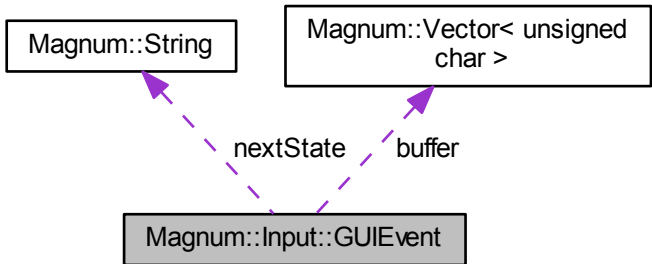 Magnum::String
Magnum::Vector< unsigned
char >
nextState
buffer
Magnum::Input::GUIEvent